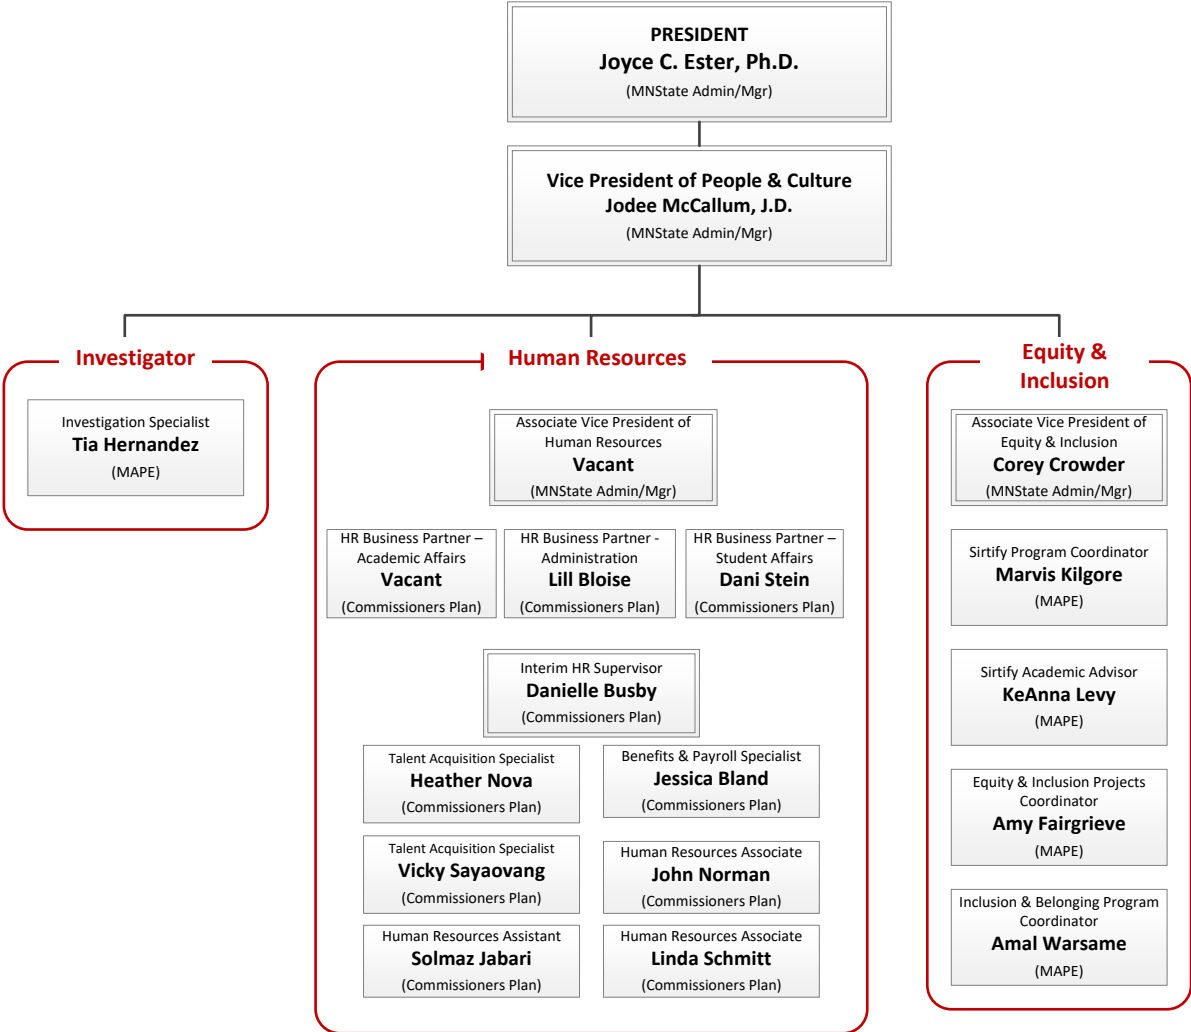 PRESIDENT
Joyce C. Ester, Ph.D.
(MNState Admin/Mgr)
Vice President of People & Culture
Jodee McCallum, J.D.
(MNState Admin/Mgr)
Investigator
Investigation Specialist
Tia Hernandez
(MAPE)
Human Resources
Associate Vice President of
Human Resources
Vacant
(MNState Admin/Mgr)
HR Business Partner –
Academic Affairs
Vacant
(Commissioners Plan)
HR Business Partner -
Administration
Lill Bloise
(Commissioners Plan)
HR Business Partner –
Student Affairs
Dani Stein
(Commissioners Plan)
Interim HR Supervisor
Danielle Busby
(Commissioners Plan)
Talent Acquisition Specialist
Heather Nova
(Commissioners Plan)
Benefits & Payroll Specialist
Jessica Bland
(Commissioners Plan)
Talent Acquisition Specialist
Vicky Sayaovang
(Commissioners Plan)
Human Resources Associate
John Norman
(Commissioners Plan)
Human Resources Assistant
Solmaz Jabari
(Commissioners Plan)
Human Resources Associate
Linda Schmitt
(Commissioners Plan)
Equity &
Inclusion
Associate Vice President of
Equity & Inclusion
Corey Crowder
(MNState Admin/Mgr)
Sirtify Program Coordinator
Marvis Kilgore
(MAPE)
Sirtify Academic Advisor
KeAnna Levy
(MAPE)
Equity & Inclusion Projects
Coordinator
Amy Fairgrieve
(MAPE)
Inclusion & Belonging Program
Coordinator
Amal Warsame
(MAPE)